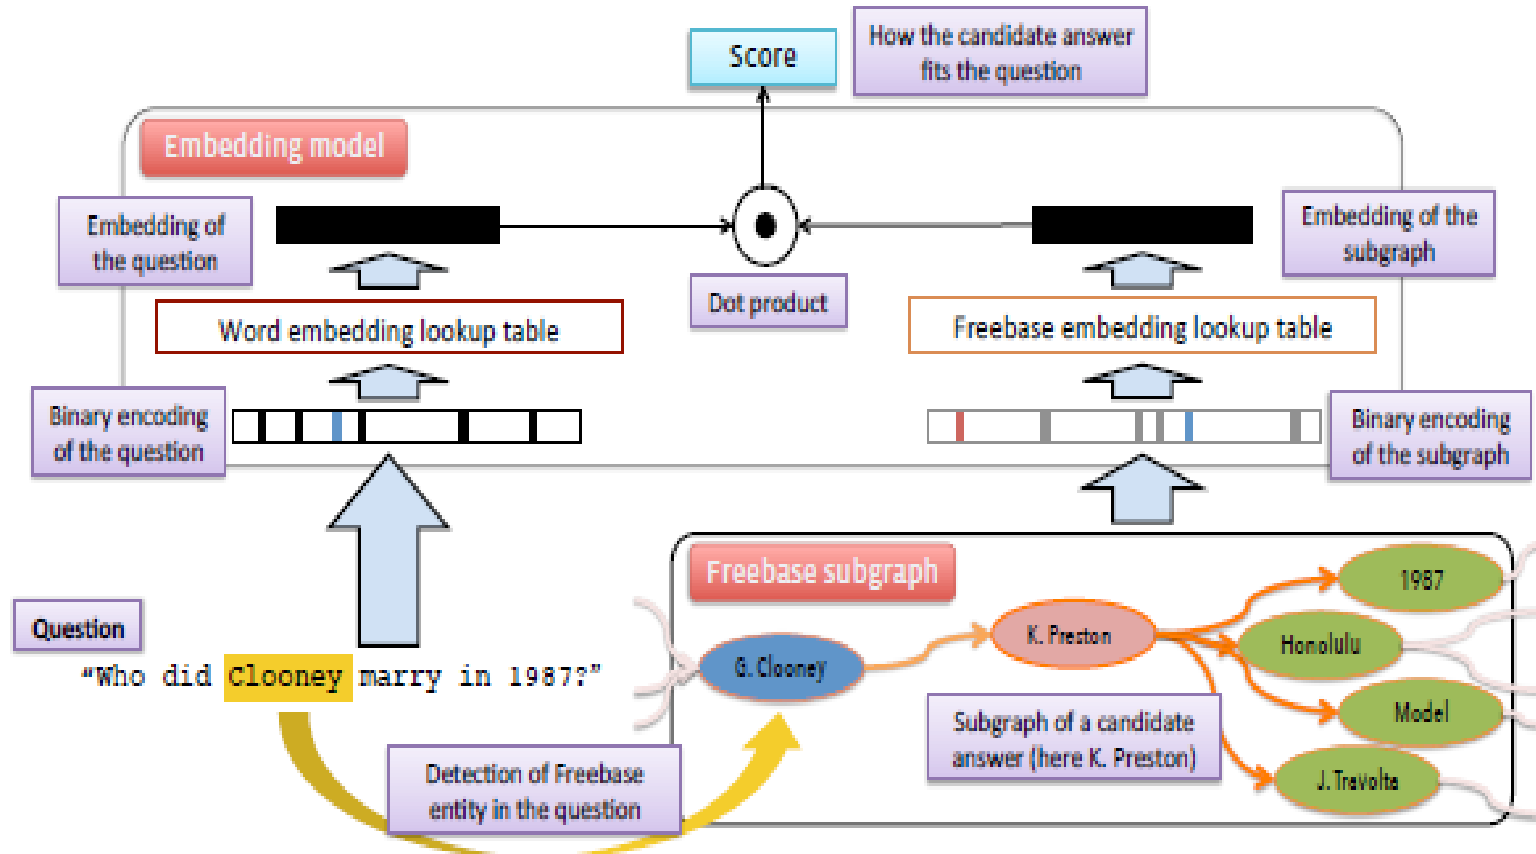 Score
How the candidate answer
fits the question
Embedding model
Embedding of
the question
Embedding of the
subgraph
Dot product
Word embedding lookup table
Freebase embedding lookup table
Binary encoding
of the question
Binary encoding
of the subgraph
Freebase subgraph
Question
“Who did Clooney marry in 1987?”
G. Clooney
K. Preston
1987
Honolulu
Model
J. Travolta
Subgraph of a candidate
answer (here K. Preston)
Detection of Freebase
entity in the question